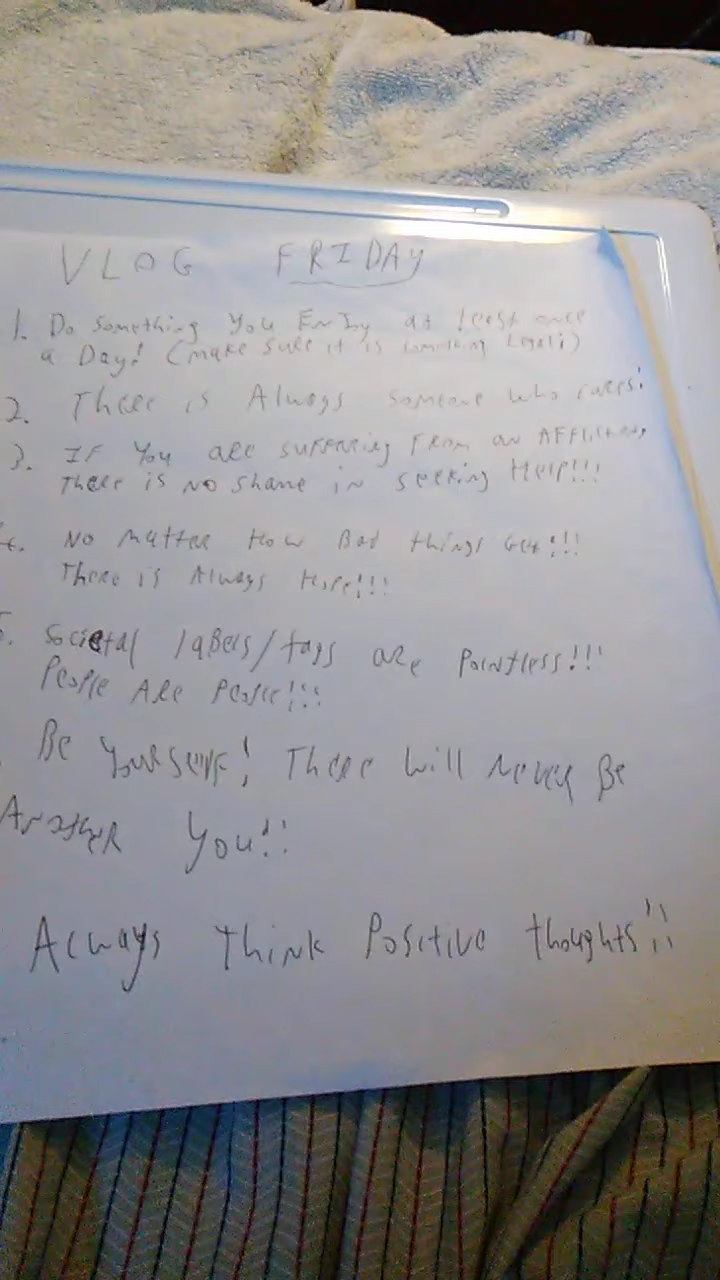 VLOG FRIDAY
1. Do something You Enjoy at least once
a Day! (make sure it is something Legal:)
2. There is Always someone who cares!
3. IF You are suffering From an Affliction,
There is no shame in seeking Help!!!
4. No matter How Bad things Get!!!
There is Always Hope!!!
5. Societal labels/tags are Pointless!!!
People Are People!!!
Be Yourself! There will never Be
Another You!!
Always Think Positive thoughts!!